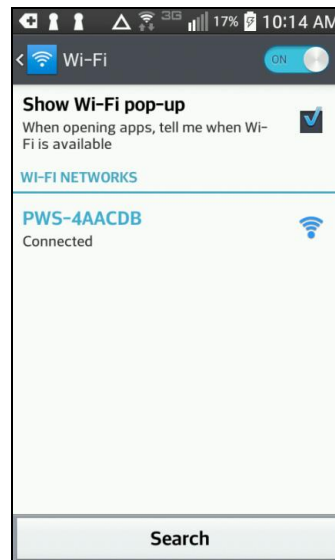 3G 17% 10:14 AM
Wi-Fi ON
Show Wi-Fi pop-up
When opening apps, tell me when Wi-
Fi is available
WI-FI NETWORKS
PWS-4AACDB
Connected
Search